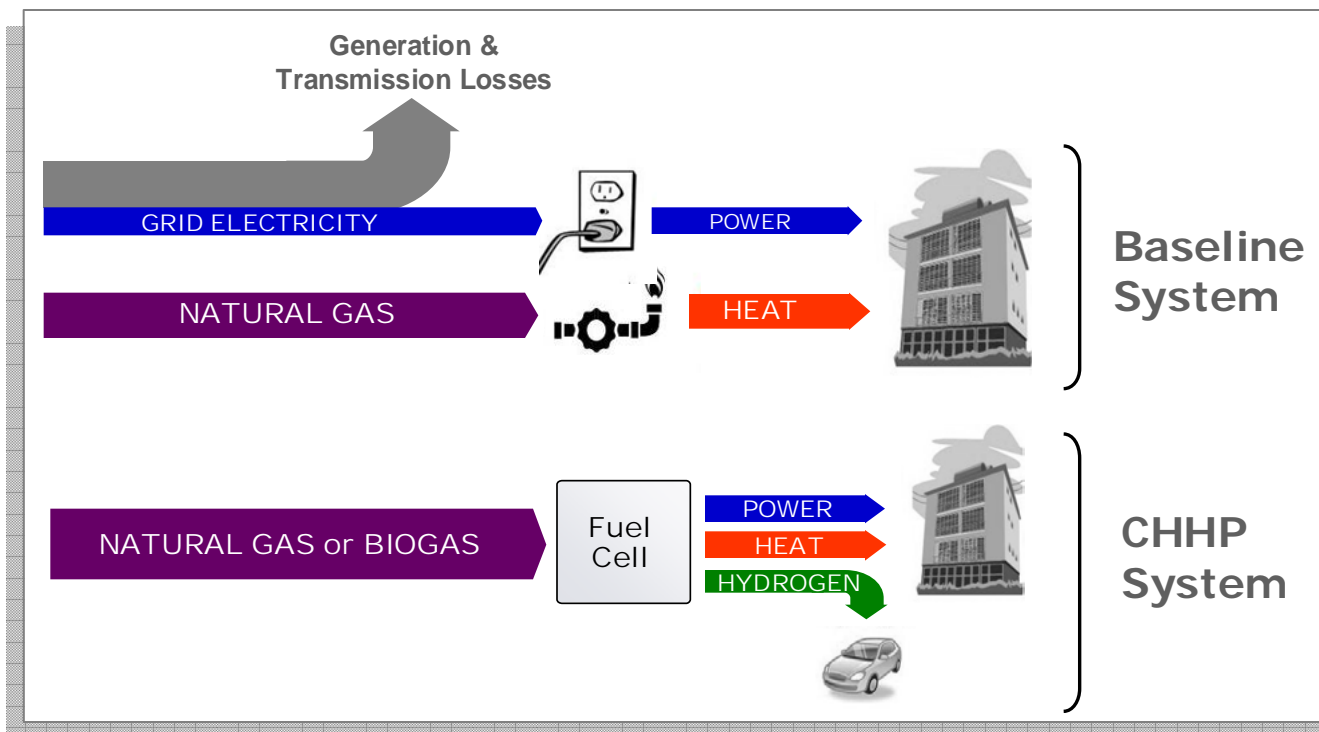 Generation &
Transmission Losses
GRID ELECTRICITY
POWER
NATURAL GAS
HEAT
Baseline
System
NATURAL GAS or BIOGAS
Fuel
Cell
POWER
HEAT
HYDROGEN
CHHP
System